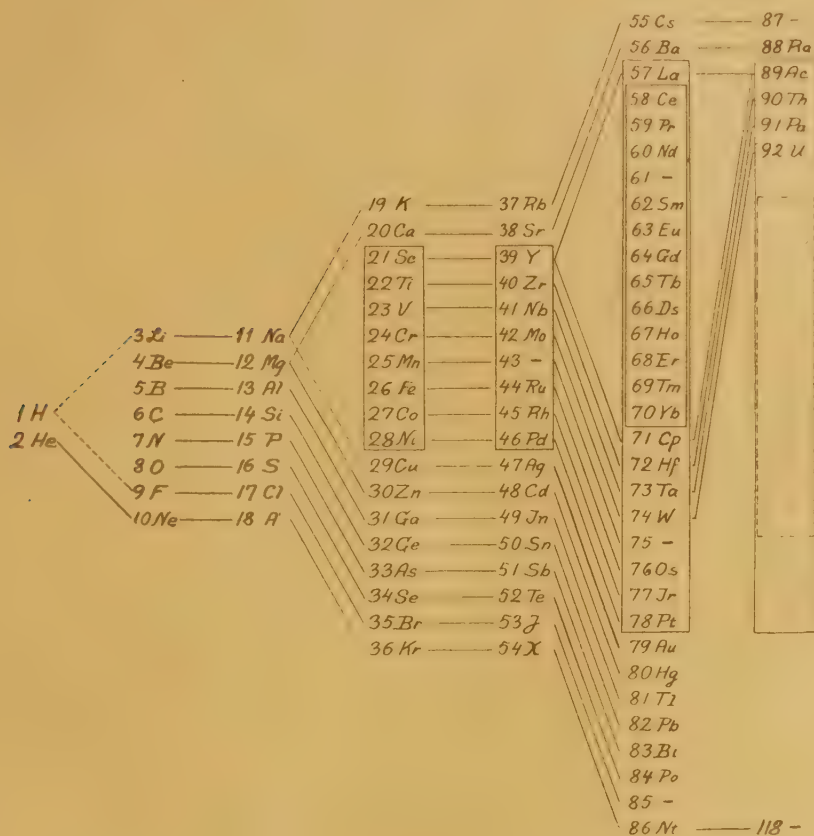 1 H
2 He
3 Li
4 Be
5 B
6 C
7 N
8 O
9 F
10 Ne
11 Na
12 Mg
13 Al
14 Si
15 P
16 S
17 Cl
18 A
19 K
20 Ca
21 Sc
22 Ti
23 V
24 Cr
25 Mn
26 Fe
27 Co
28 Ni
29 Cu
30 Zn
31 Ga
32 Ge
33 As
34 Se
35 Br
36 Kr
37 Rb
38 Sr
39 Y
40 Zr
41 Nb
42 Mo
43 -
44 Ru
45 Rh
46 Pd
47 Ag
48 Cd
49 Jn
50 Sn
51 Sb
52 Te
53 J
54 X
55 Cs
56 Ba
57 La
58 Ce
59 Pr
60 Nd
61 -
62 Sm
63 Eu
64 Gd
65 Tb
66 Ds
67 Ho
68 Er
69 Tm
70 Yb
71 Cp
72 Hf
73 Ta
74 W
75 -
76 Os
77 Jr
78 Pt
79 Au
80 Hg
81 Tl
82 Pb
83 Bi
84 Po
85 -
86 Nt
87 -
88 Ra
89 Ac
90 Th
91 Pa
92 U
118 -